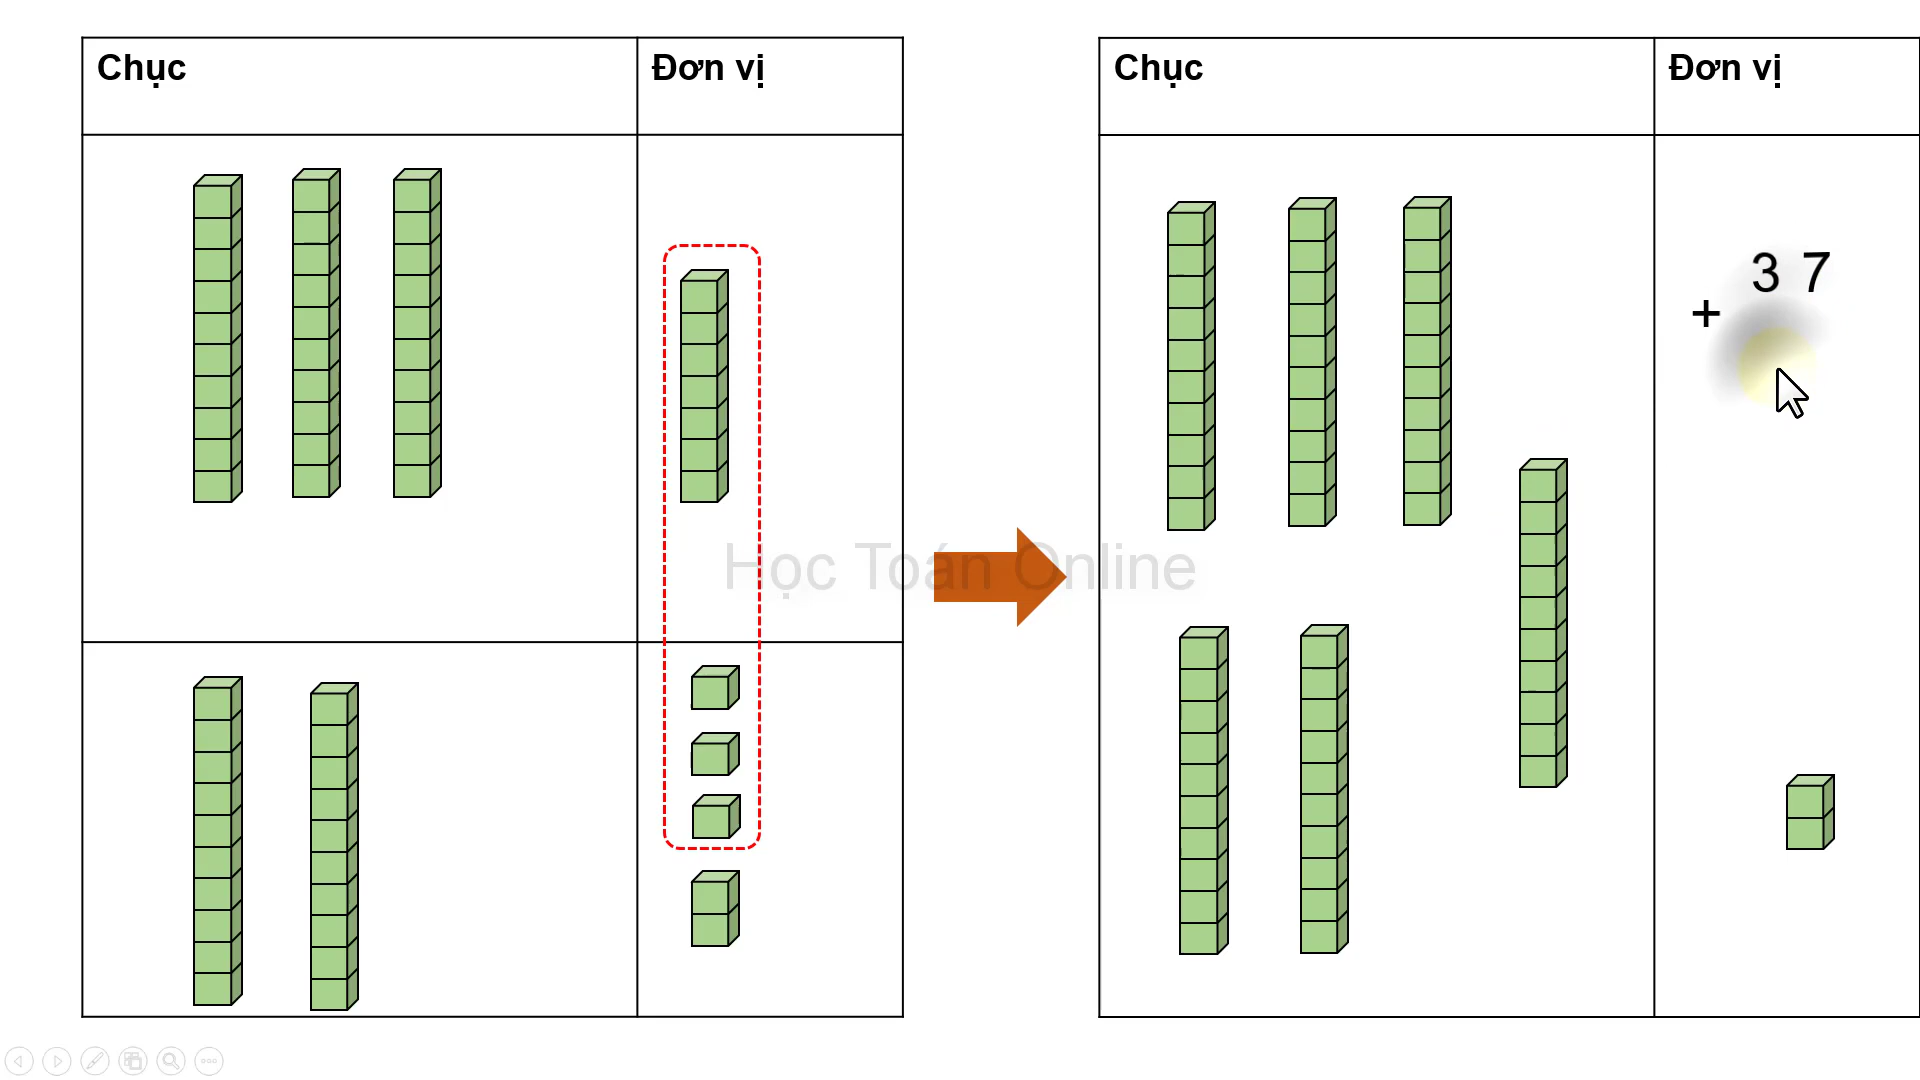 Chục
Đơn vị
Chục
Đơn vị
3 7
+
Học Toán Online